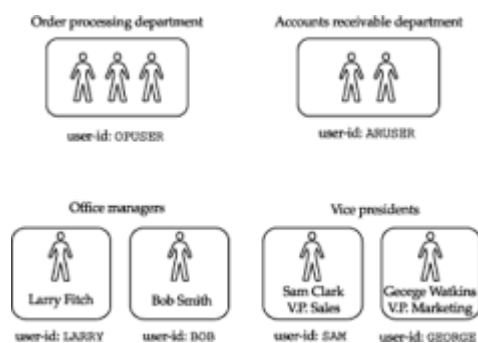 Order processing department
Accounts receivable department
user-id: OPUSER
user-id: ARUSER
Office managers
Vice presidents
Larry Fitch
Bob Smith
Sam Clark
V.P. Sales
George Watkins
V.P. Marketing
user-id: LARRY
user-id: BOB
user-id: SAM
user-id: GEORGE